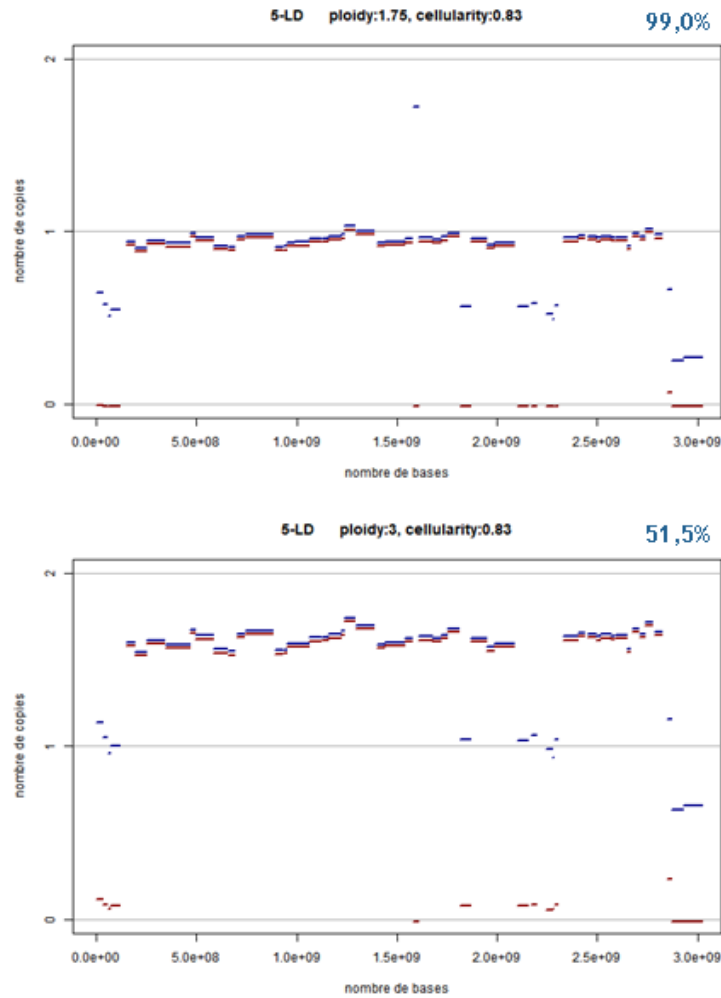 5-LD ploidy:1.75, cellularity:0.83 99,0%
nombre de copies
2
1
0
0.0e+00 5.0e+08 1.0e+09 1.5e+09 2.0e+09 2.5e+09 3.0e+09
nombre de bases
5-LD ploidy:3, cellularity:0.83 51,5%
nombre de copies
2
1
0
0.0e+00 5.0e+08 1.0e+09 1.5e+09 2.0e+09 2.5e+09 3.0e+09
nombre de bases